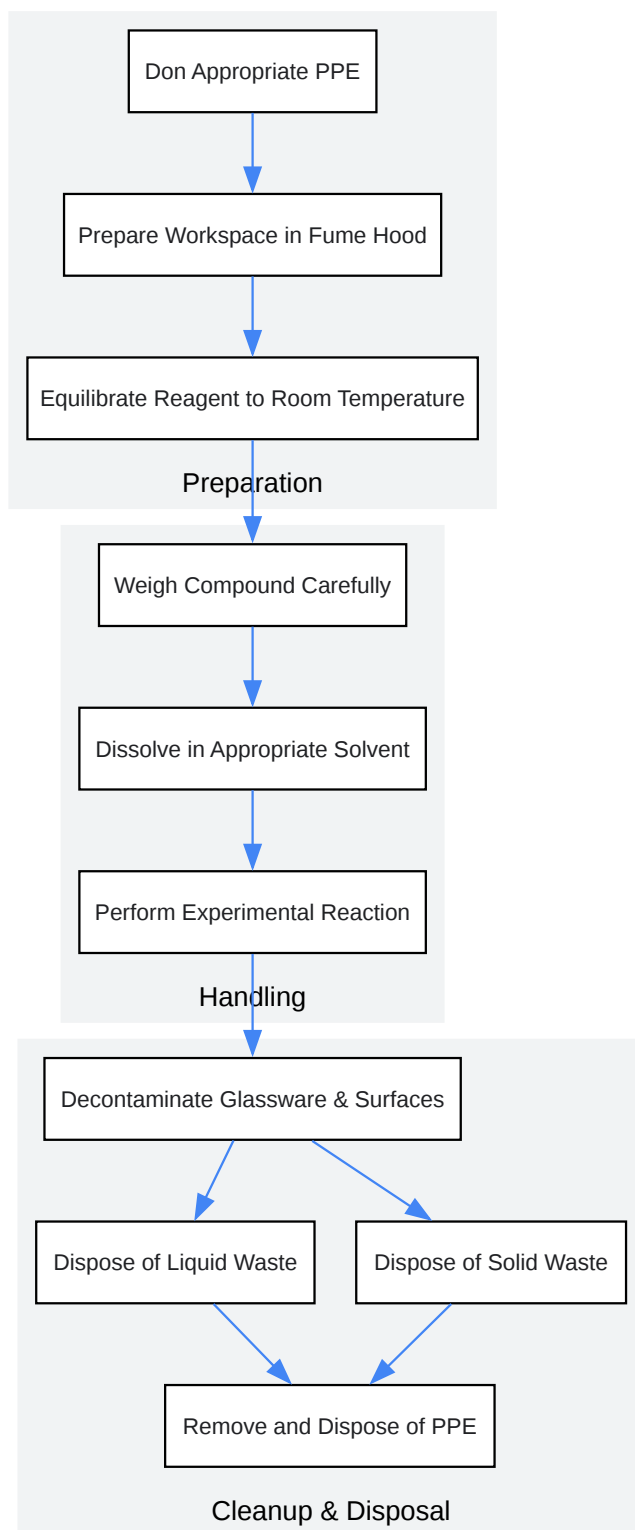 Don Appropriate PPE
Prepare Workspace in Fume Hood
Equilibrate Reagent to Room Temperature
Preparation
Weigh Compound Carefully
Dissolve in Appropriate Solvent
Perform Experimental Reaction
Handling
Decontaminate Glassware & Surfaces
Dispose of Liquid Waste
Dispose of Solid Waste
Remove and Dispose of PPE
Cleanup & Disposal